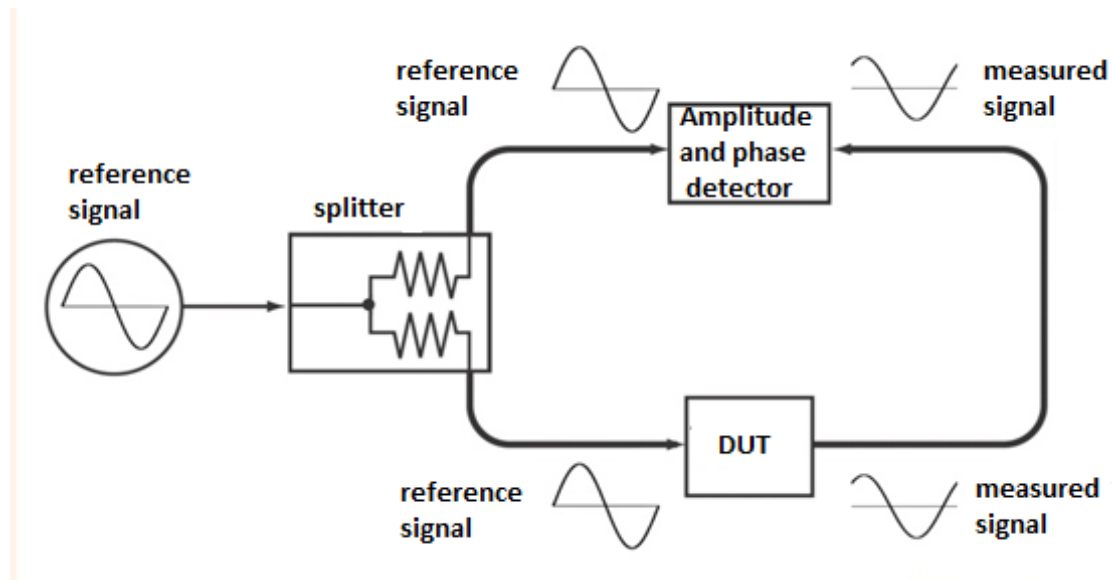 reference
signal
measured
signal
Amplitude
and phase
detector
reference
signal
splitter
DUT
reference
signal
measured
signal